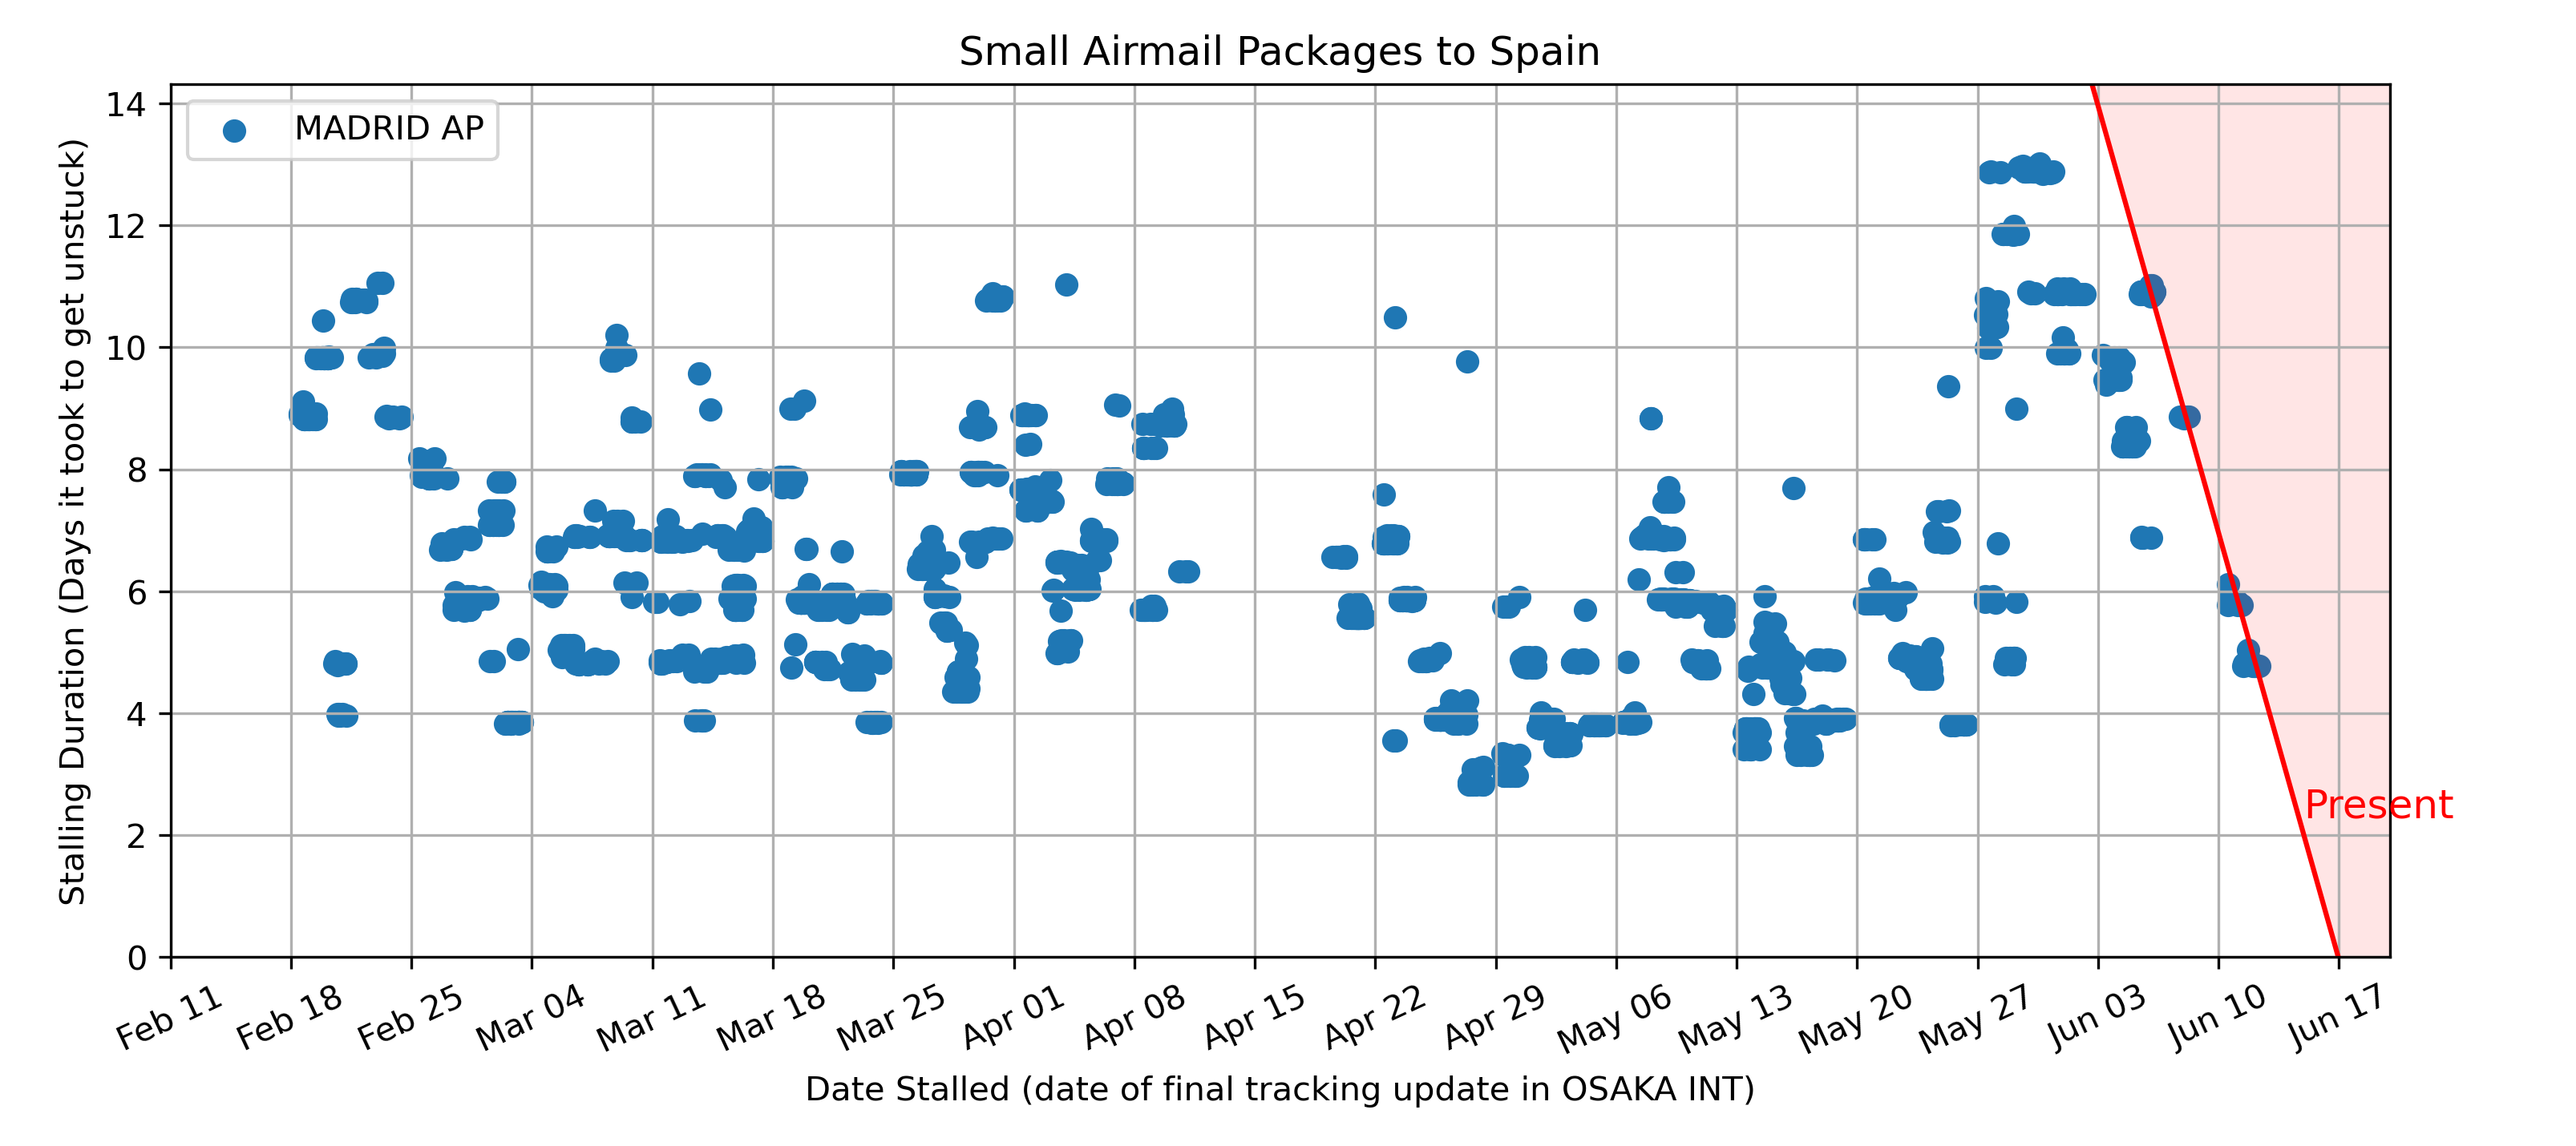 Small Airmail Packages to Spain
MADRID AP
Stalling Duration (Days it took to get unstuck)
14
12
10
8
6
4
2
0
Present
Feb 11
Feb 18
Feb 25
Mar 04
Mar 11
Mar 18
Mar 25
Apr 01
Apr 08
Apr 15
Apr 22
Apr 29
May 06
May 13
May 20
May 27
Jun 03
Jun 10
Jun 17
Date Stalled (date of final tracking update in OSAKA INT)